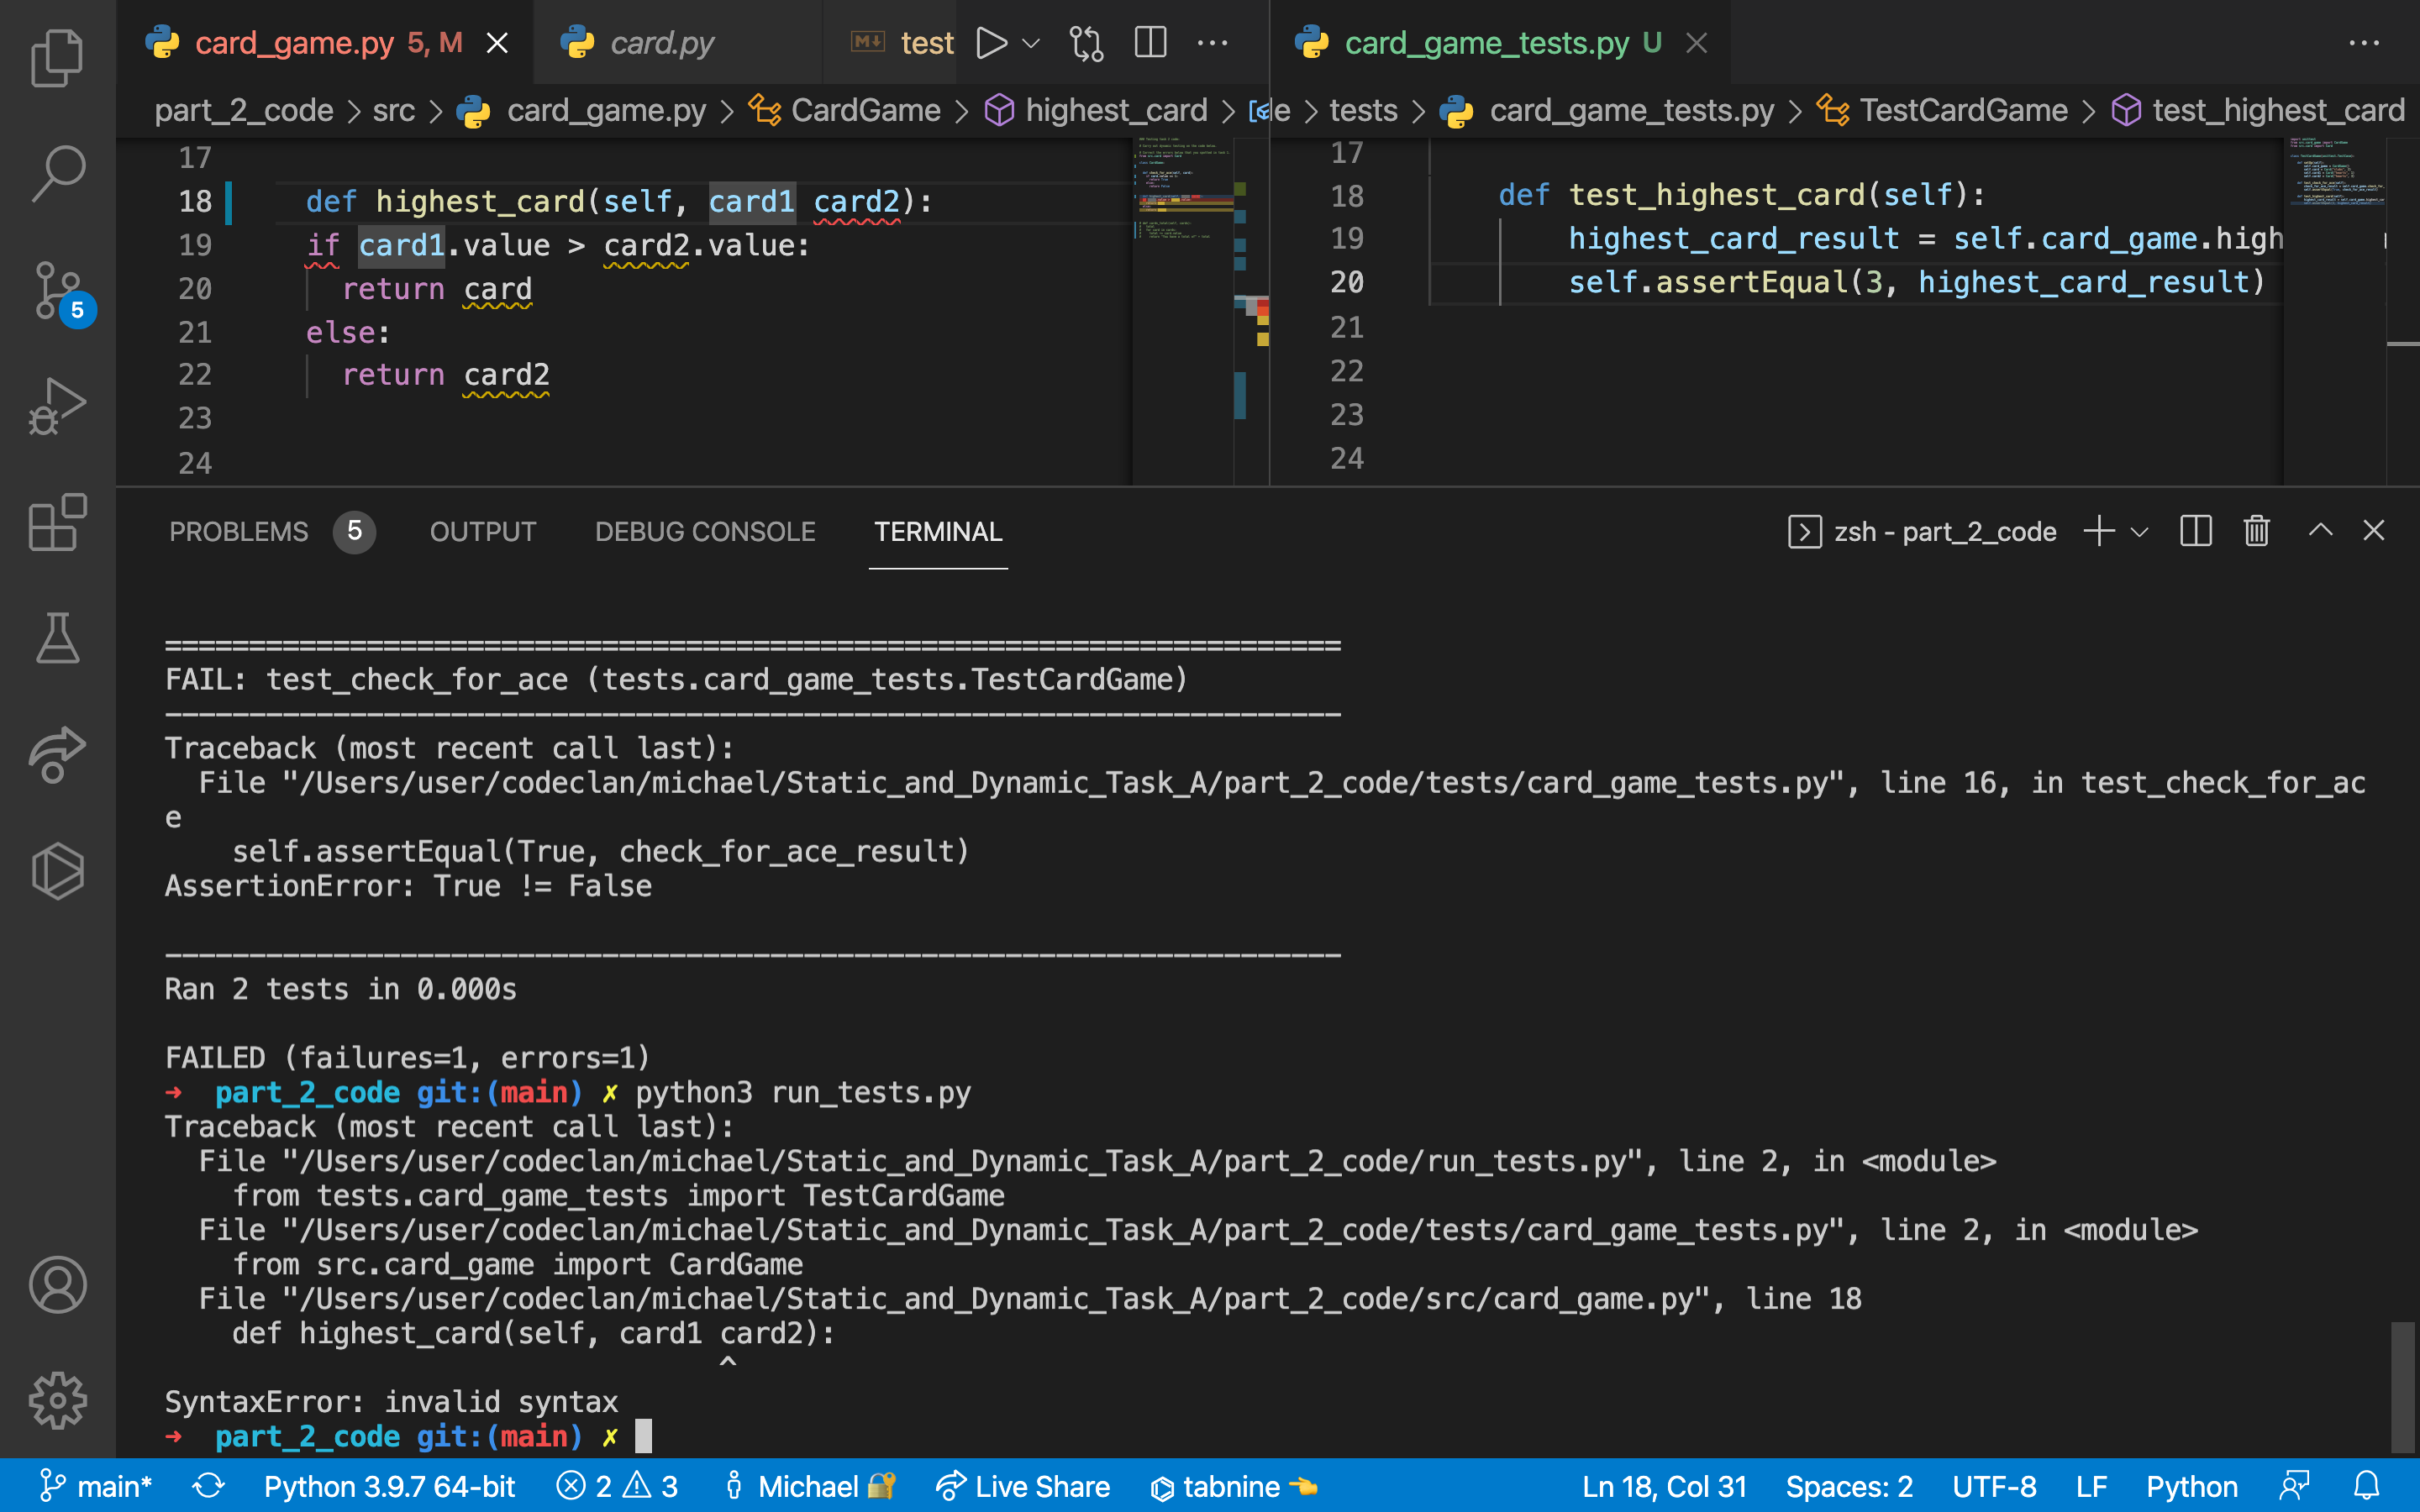 card_game.py 5, M
card.py
test
card_game_tests.py U
part_2_code > src > card_game.py > CardGame > highest_card >
e > tests > card_game_tests.py > TestCardGame > test_highest_card
17
18 def highest_card(self, card1 card2):
19 if card1.value > card2.value:
20 return card
21 else:
22 return card2
23
24
17
18 def test_highest_card(self):
19 highest_card_result = self.card_game.high
20 self.assertEqual(3, highest_card_result)
21
22
23
24
5
PROBLEMS 5 OUTPUT DEBUG CONSOLE TERMINAL
zsh - part_2_code
======================================================================
FAIL: test_check_for_ace (tests.card_game_tests.TestCardGame)
----------------------------------------------------------------------
Traceback (most recent call last):
File "/Users/user/codeclan/michael/Static_and_Dynamic_Task_A/part_2_code/tests/card_game_tests.py", line 16, in test_check_for_ac
e
self.assertEqual(True, check_for_ace_result)
AssertionError: True != False
----------------------------------------------------------------------
Ran 2 tests in 0.000s
FAILED (failures=1, errors=1)
➜ part_2_code git:(main) ✗ python3 run_tests.py
Traceback (most recent call last):
File "/Users/user/codeclan/michael/Static_and_Dynamic_Task_A/part_2_code/run_tests.py", line 2, in <module>
from tests.card_game_tests import TestCardGame
File "/Users/user/codeclan/michael/Static_and_Dynamic_Task_A/part_2_code/tests/card_game_tests.py", line 2, in <module>
from src.card_game import CardGame
File "/Users/user/codeclan/michael/Static_and_Dynamic_Task_A/part_2_code/src/card_game.py", line 18
def highest_card(self, card1 card2):
^
SyntaxError: invalid syntax
➜ part_2_code git:(main) ✗
main* Python 3.9.7 64-bit 2 3 Michael 🔐 Live Share tabnine 👈 Ln 18, Col 31 Spaces: 2 UTF-8 LF Python